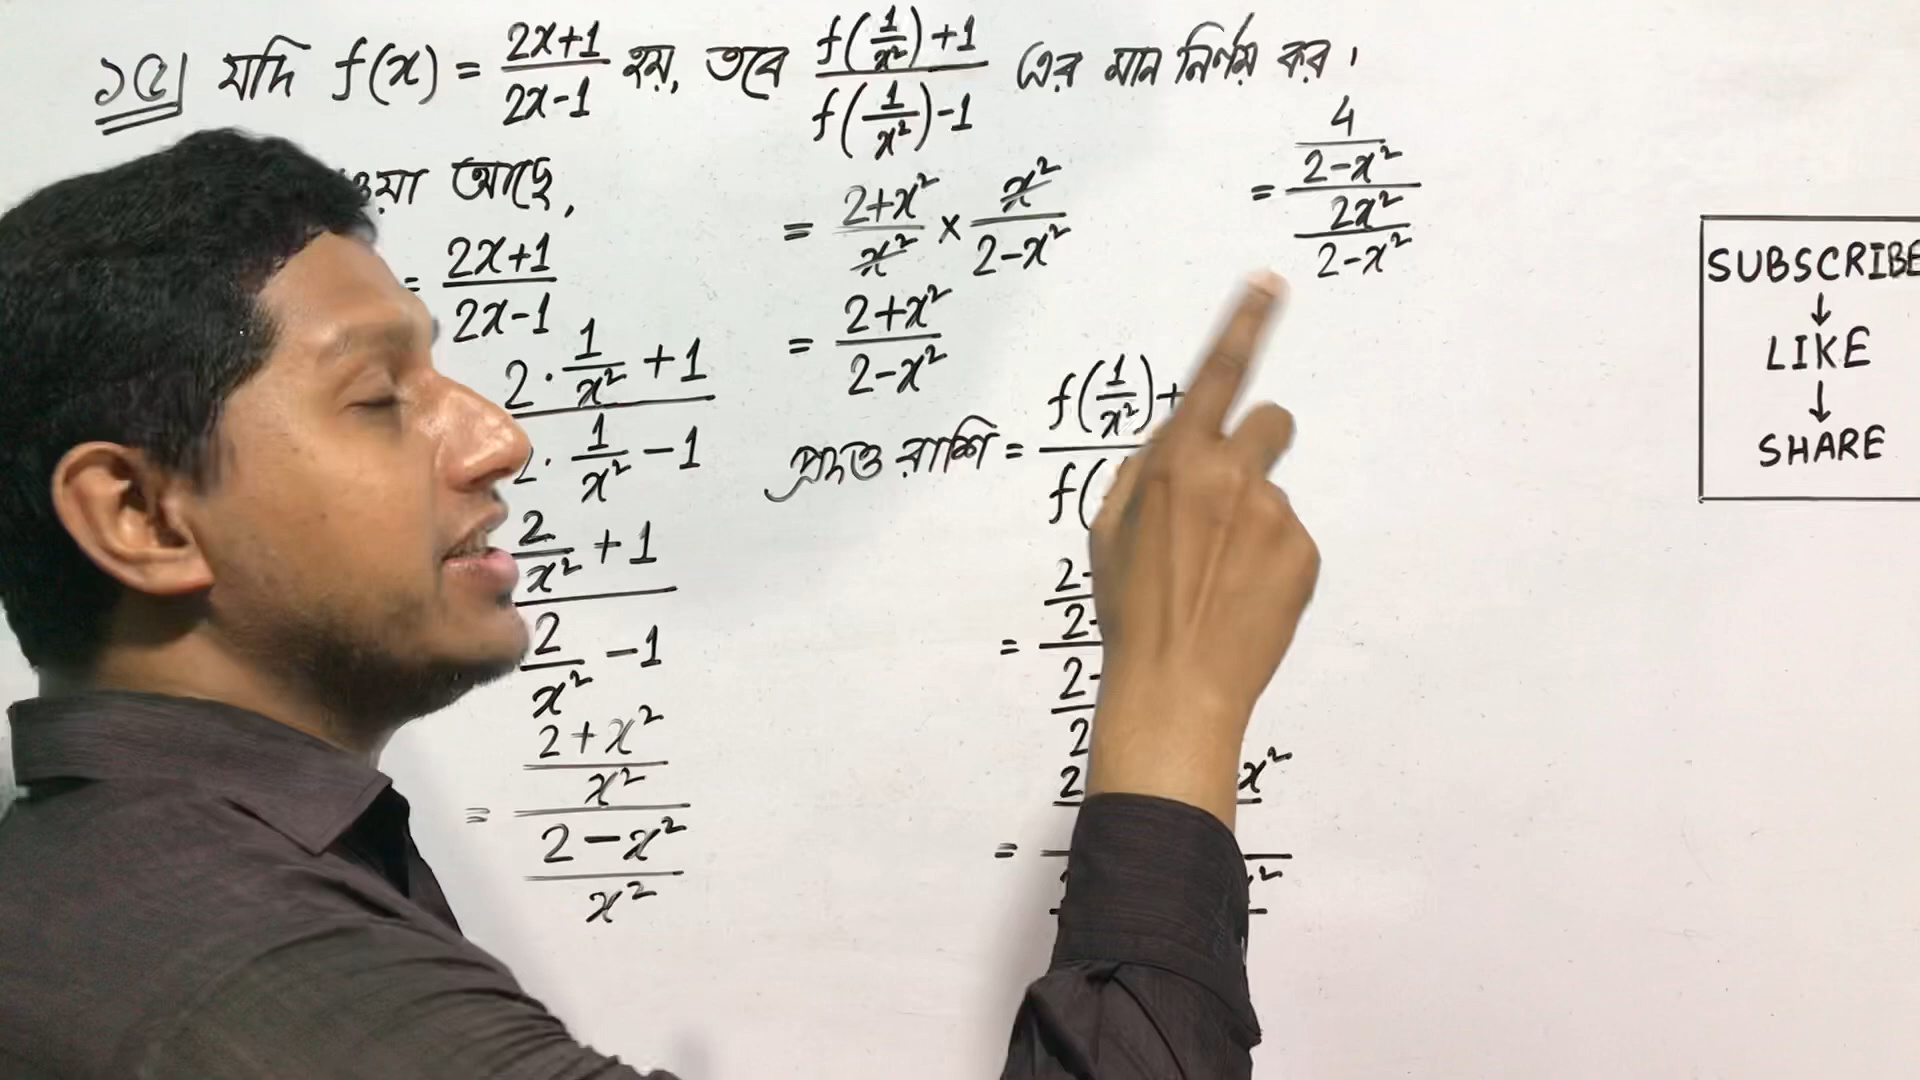 ১৫। যদি f(x) = (2x+1)/(2x-1) হয়, তবে (f(1/x²)+1)/(f(1/x²)-1) এর মান নির্ণয় কর।
আছে,
= (2x+1)/(2x-1)
(2·1/x²+1)/(2·1/x²-1)
(2/x²+1)/(2/x²-1)
= ((2+x²)/x²)/((2-x²)/x²)
= (2+x²)/x² × x²/(2-x²)
= (2+x²)/(2-x²)
প্রদত্ত রাশি = f(1/x²)+
f(
=
=
= (4/(2-x²))/(2x²/(2-x²))
SUBSCRIBE
↓
LIKE
↓
SHARE